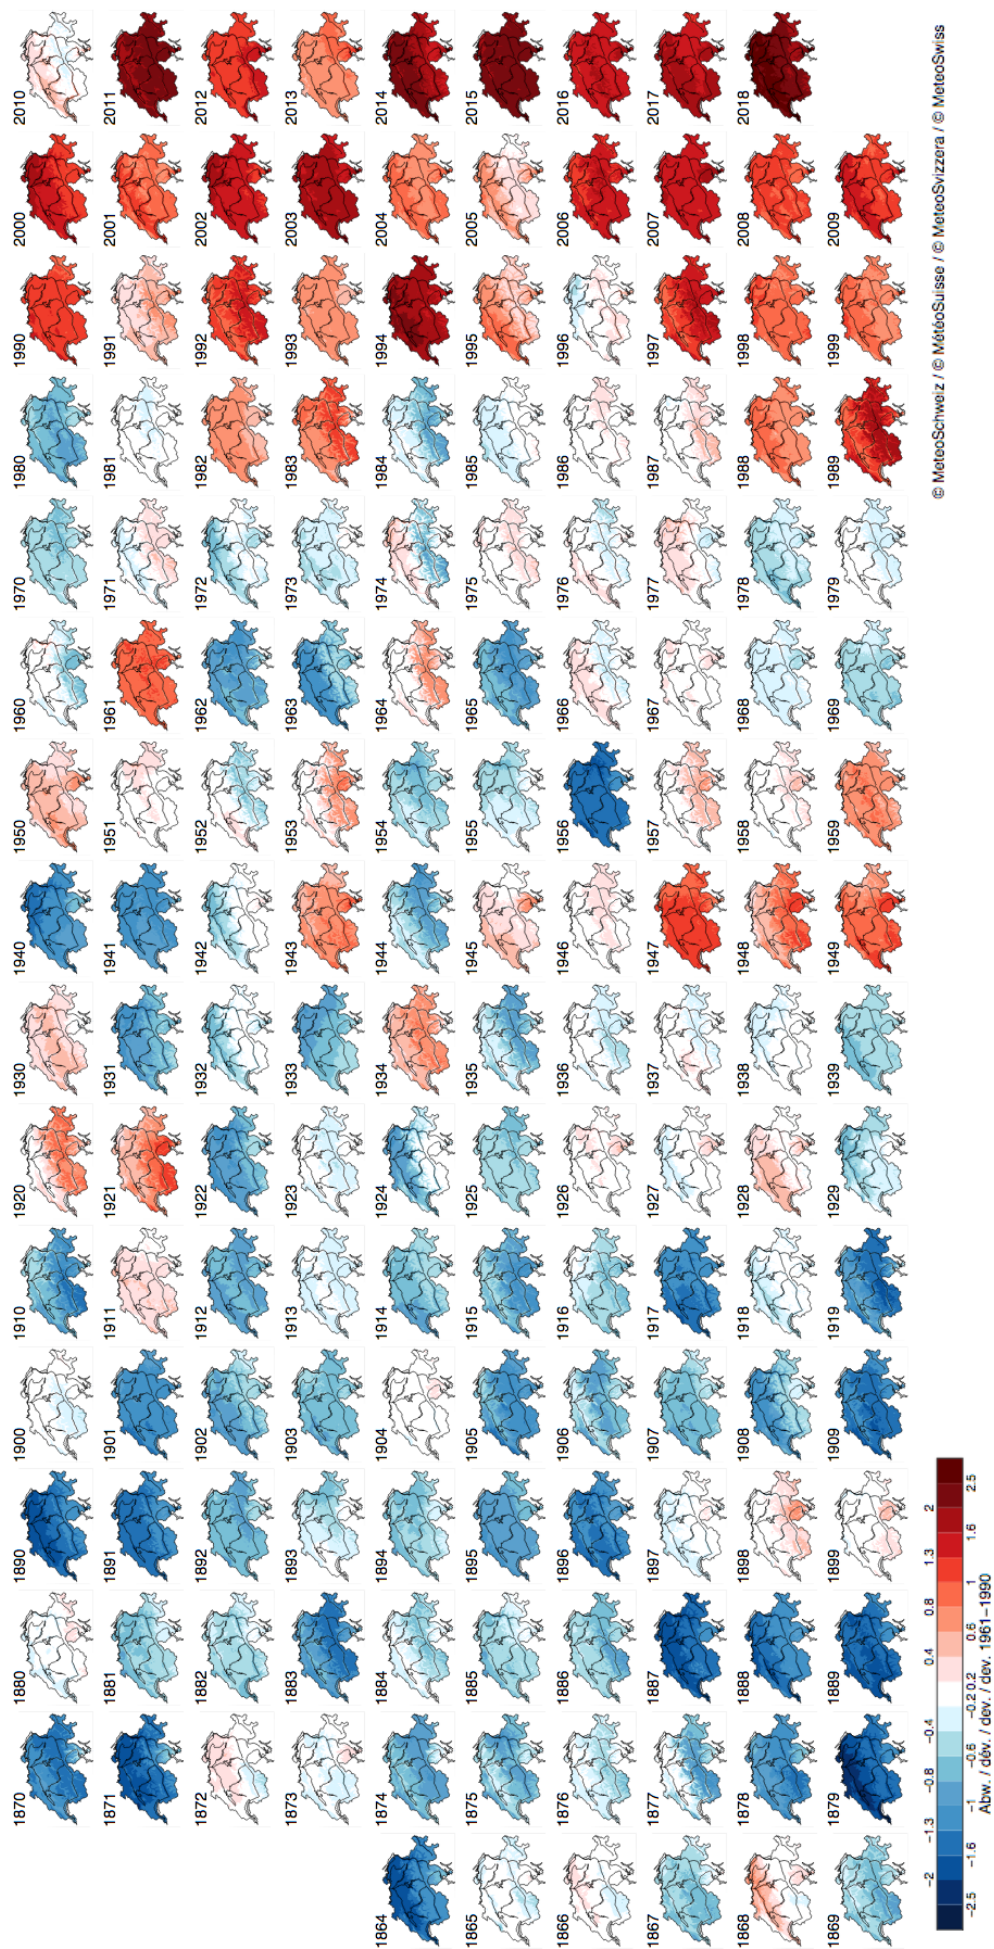 1870 1880 1890 1900 1910 1920 1930 1940 1950 1960 1970 1980 1990 2000 2010
1871 1881 1891 1901 1911 1921 1931 1941 1951 1961 1971 1981 1991 2001 2011
1872 1882 1892 1902 1912 1922 1932 1942 1952 1962 1972 1982 1992 2002 2012
1873 1883 1893 1903 1913 1923 1933 1943 1953 1963 1973 1983 1993 2003 2013
1864 1874 1884 1894 1904 1914 1924 1934 1944 1954 1964 1974 1984 1994 2004 2014
1865 1875 1885 1895 1905 1915 1925 1935 1945 1955 1965 1975 1985 1995 2005 2015
1866 1876 1886 1896 1906 1916 1926 1936 1946 1956 1966 1976 1986 1996 2006 2016
1867 1877 1887 1897 1907 1917 1927 1937 1947 1957 1967 1977 1987 1997 2007 2017
1868 1878 1888 1898 1908 1918 1928 1938 1948 1958 1968 1978 1988 1998 2008 2018
1869 1879 1889 1899 1909 1919 1929 1939 1949 1959 1969 1979 1989 1999 2009
−2 −1.3 −0.8 −0.4 0.4 0.8 1.3 2
−2.5 −1.6 −1 −0.6 −0.2 0.2 0.6 1 1.6 2.5
Abw. / dév. / dev. / dev. 1961−1990
© MeteoSchweiz / © MétéoSuisse / © MeteoSvizzera / © MeteoSwiss